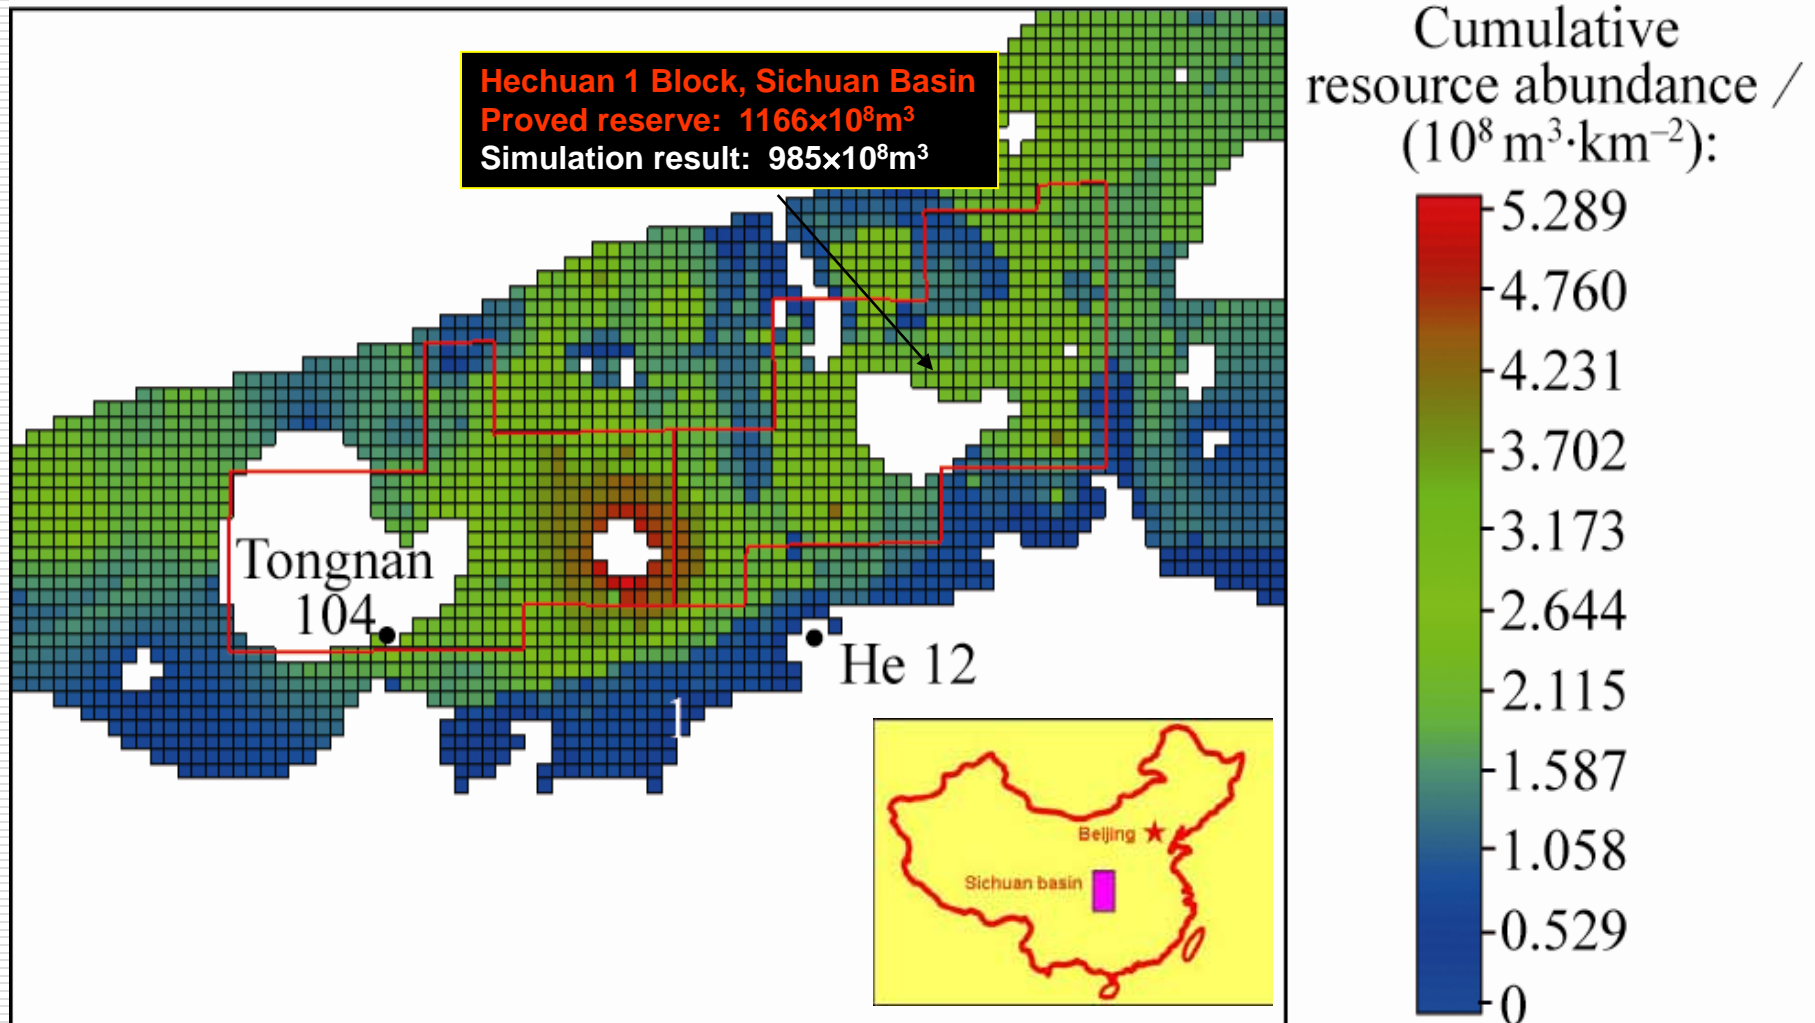 Hechuan 1 Block, Sichuan Basin
Proved reserve: 1166×10⁸m³
Simulation result: 985×10⁸m³
Tongnan
104
He 12
1
Beijing
Sichuan basin
Cumulative
resource abundance /
(10⁸ m³·km⁻²):
5.289
4.760
4.231
3.702
3.173
2.644
2.115
1.587
1.058
0.529
0